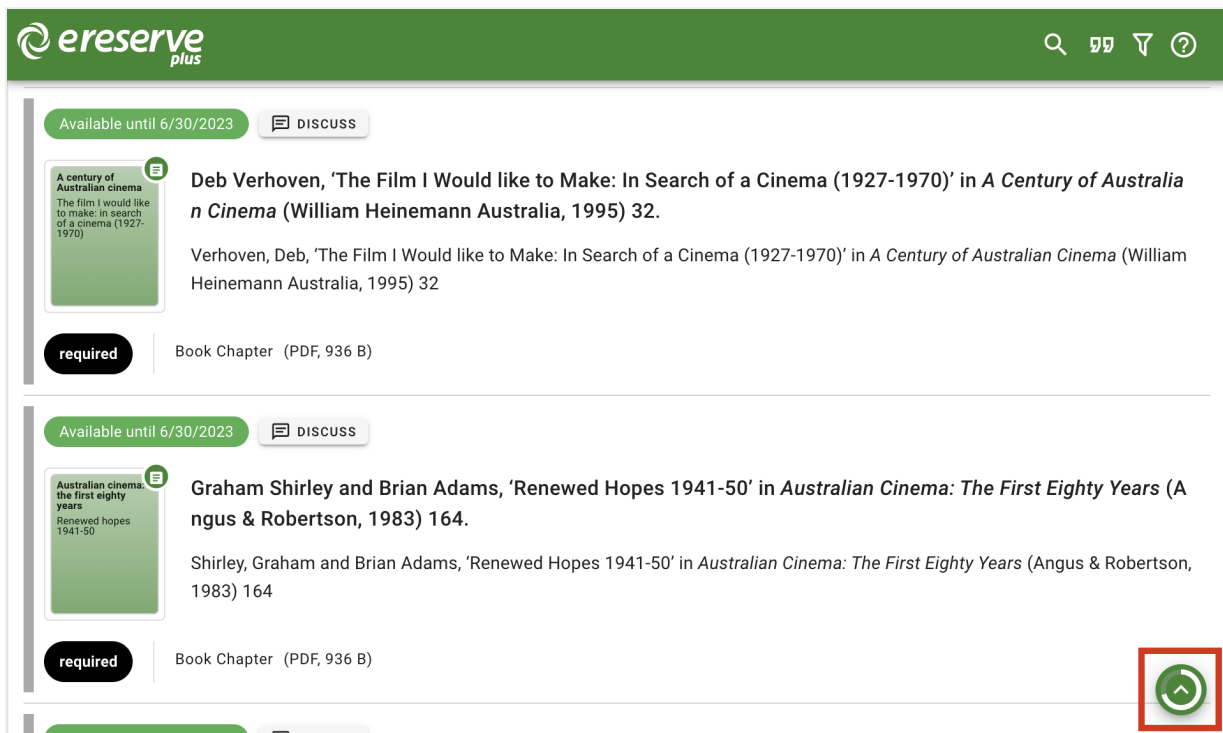 ereserve
plus
Available until 6/30/2023
DISCUSS
A century of
Australian cinema
The film I would like
to make: in search
of a cinema (1927-
1970)
Deb Verhoven, ‘The Film I Would like to Make: In Search of a Cinema (1927-1970)’ in A Century of Australia
n Cinema (William Heinemann Australia, 1995) 32.
Verhoven, Deb, ‘The Film I Would like to Make: In Search of a Cinema (1927-1970)’ in A Century of Australian Cinema (William
Heinemann Australia, 1995) 32
required
Book Chapter (PDF, 936 B)
Available until 6/30/2023
DISCUSS
Australian cinema:
the first eighty
years
Renewed hopes
1941-50
Graham Shirley and Brian Adams, ‘Renewed Hopes 1941-50’ in Australian Cinema: The First Eighty Years (A
ngus & Robertson, 1983) 164.
Shirley, Graham and Brian Adams, ‘Renewed Hopes 1941-50’ in Australian Cinema: The First Eighty Years (Angus & Robertson,
1983) 164
required
Book Chapter (PDF, 936 B)